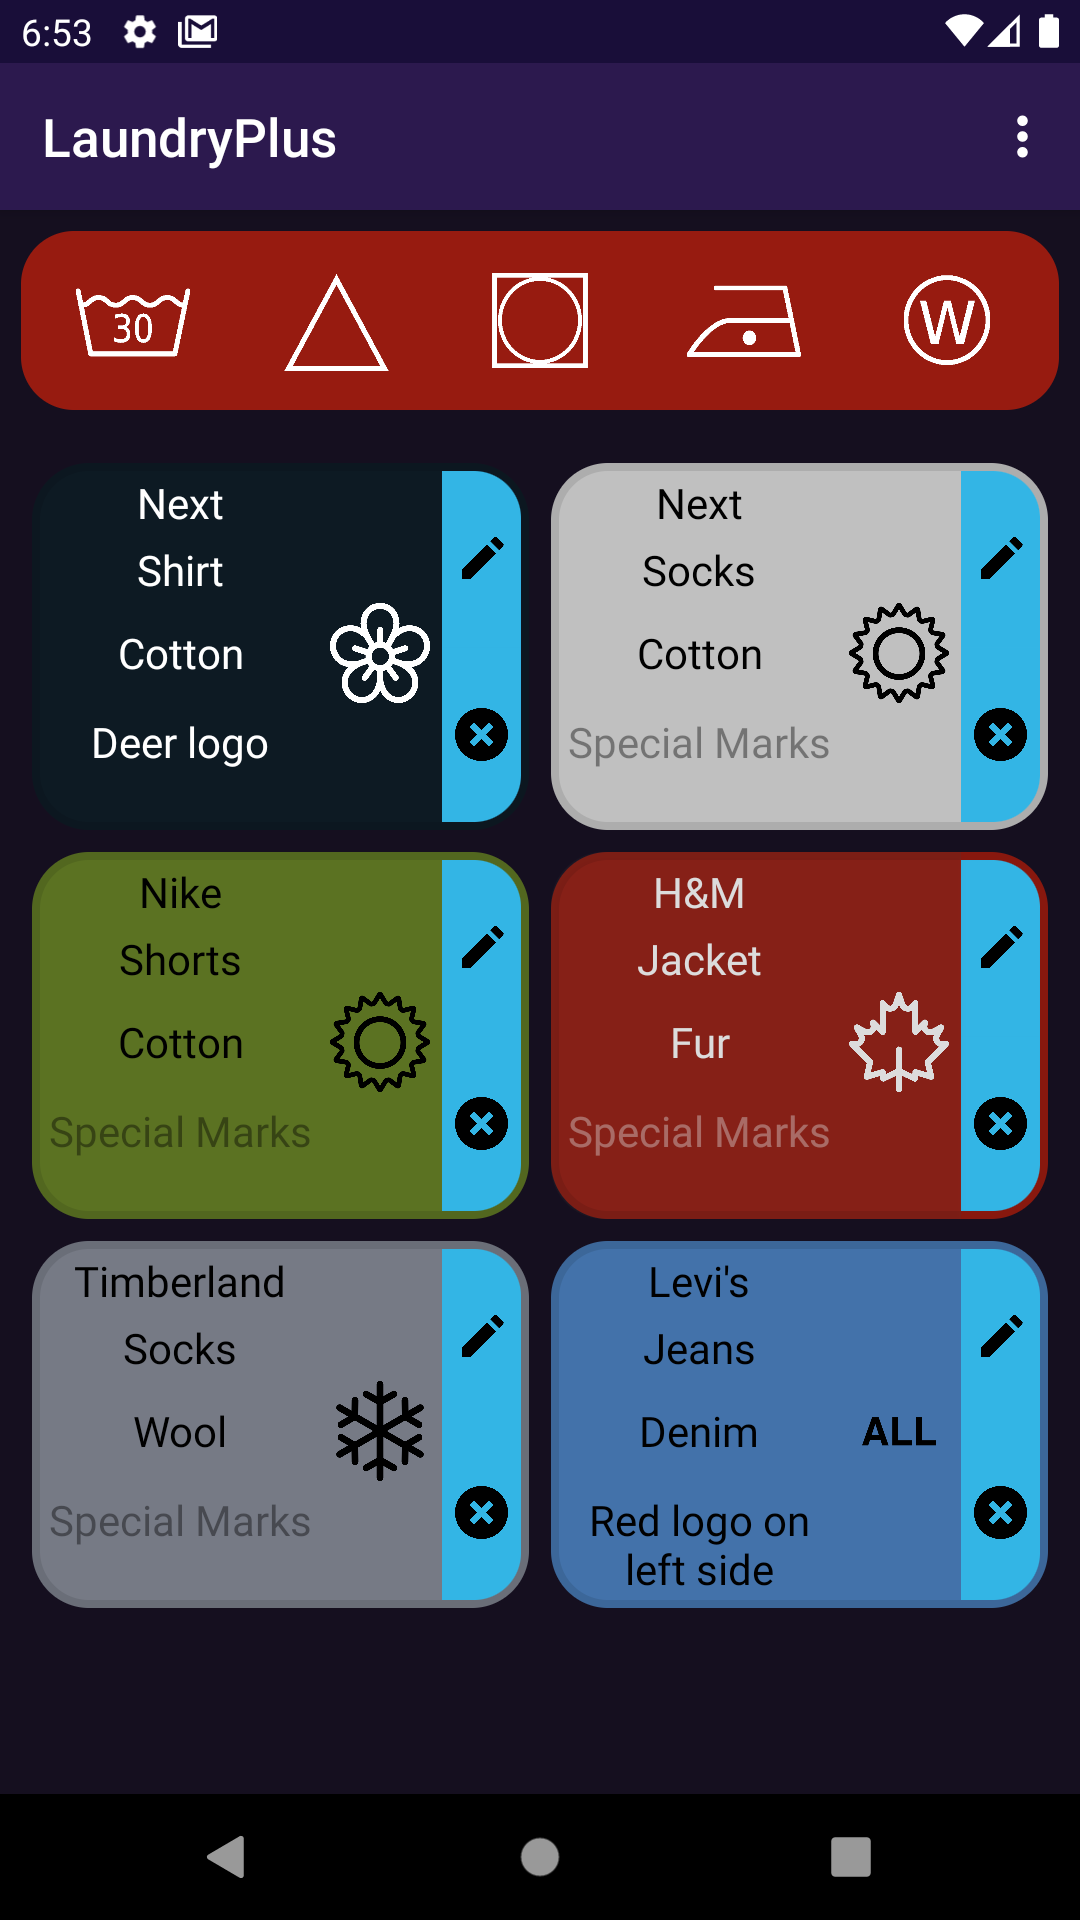 6:53
LaundryPlus
30
W
Next
Shirt
Cotton
Deer logo
Next
Socks
Cotton
Special Marks
Nike
Shorts
Cotton
Special Marks
H&M
Jacket
Fur
Special Marks
Timberland
Socks
Wool
Special Marks
Levi's
Jeans
Denim
ALL
Red logo on
left side